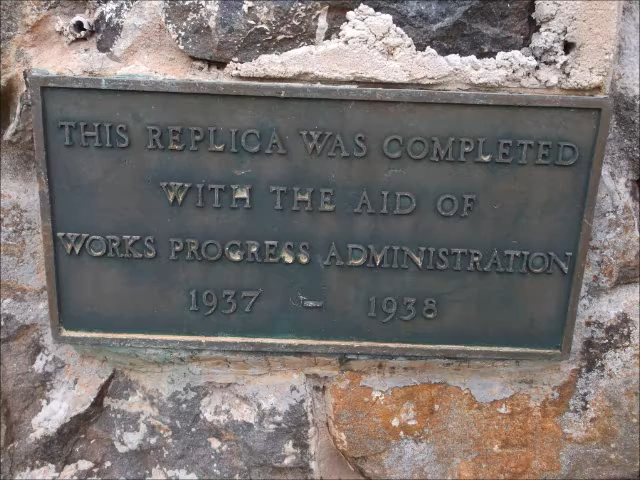 THIS REPLICA WAS COMPLETED
WITH THE AID OF
WORKS PROGRESS ADMINISTRATION
1937 - 1938